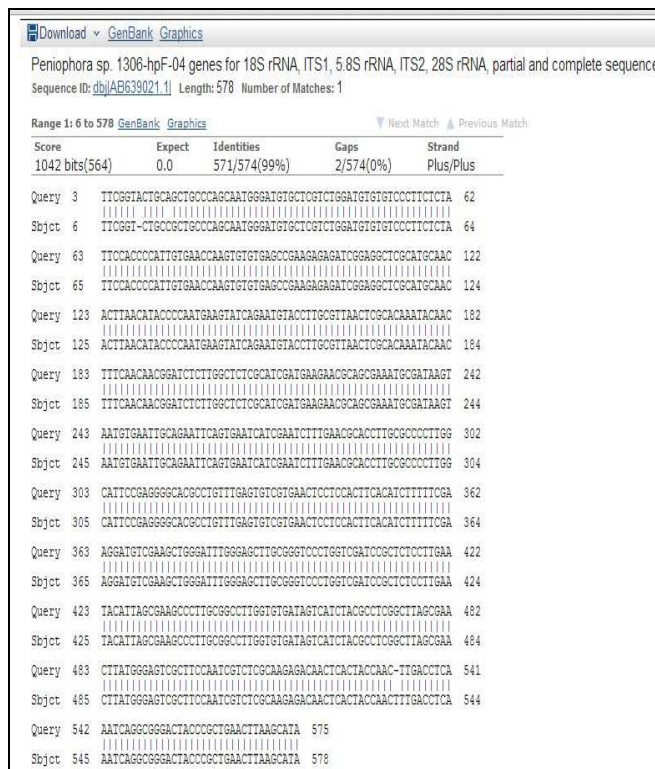 Download GenBank Graphics
Peniophora sp. 1306-hpF-04 genes for 18S rRNA, ITS1, 5.8S rRNA, ITS2, 28S rRNA, partial and complete sequence
Sequence ID: dbj|AB639021.1| Length: 578 Number of Matches: 1
Range 1: 6 to 578 GenBank Graphics Next Match Previous Match
Score Expect Identities Gaps Strand
1042 bits(564) 0.0 571/574(99%) 2/574(0%) Plus/Plus
Query 3 TTCGGTACTGCAGCTGCCCAGCAATGGGATGTGCTCGTCTGGATGTGTGTCCCTTCTCTA 62
Sbjct 6 TTCGGT-CTGCCGCTGCCCAGCAATGGGATGTGCTCGTCTGGATGTGTGTCCCTTCTCTA 64
Query 63 TTCCACCCCATTGTGAACCAAGTGTGTGAGCCGAAGAGAGATCGGAGGCTCGCATGCAAC 122
Sbjct 65 TTCCACCCCATTGTGAACCAAGTGTGTGAGCCGAAGAGAGATCGGAGGCTCGCATGCAAC 124
Query 123 ACTTAACATACCCCAATGAAGTATCAGAATGTACCTTGCGTTAACTCGCACAAATACAAC 182
Sbjct 125 ACTTAACATACCCCAATGAAGTATCAGAATGTACCTTGCGTTAACTCGCACAAATACAAC 184
Query 183 TTTCAACAACGGATCTCTTGGCTCTCGCATCGATGAAGAACGCAGCGAAATGCGATAAGT 242
Sbjct 185 TTTCAACAACGGATCTCTTGGCTCTCGCATCGATGAAGAACGCAGCGAAATGCGATAAGT 244
Query 243 AATGTGAATTGCAGAATTCAGTGAATCATCGAATCTTTGAACGCACCTTGCGCCCCTTGG 302
Sbjct 245 AATGTGAATTGCAGAATTCAGTGAATCATCGAATCTTTGAACGCACCTTGCGCCCCTTGG 304
Query 303 CATTCCGAGGGGCACGCCTGTTTGAGTGTCGTGAACTCCTCCACTTCACATCTTTTTCGA 362
Sbjct 305 CATTCCGAGGGGCACGCCTGTTTGAGTGTCGTGAACTCCTCCACTTCACATCTTTTTCGA 364
Query 363 AGGATGTCGAAGCTGGGATTTGGGAGCTTGCGGGTCCCTGGTCGATCCGCTCTCCTTGAA 422
Sbjct 365 AGGATGTCGAAGCTGGGATTTGGGAGCTTGCGGGTCCCTGGTCGATCCGCTCTCCTTGAA 424
Query 423 TACATTAGCGAAGCCCTTGCGGCCTTGGTGTGATAGTCATCTACGCCTCGGCTTAGCGAA 482
Sbjct 425 TACATTAGCGAAGCCCTTGCGGCCTTGGTGTGATAGTCATCTACGCCTCGGCTTAGCGAA 484
Query 483 CTTATGGGAGTCGCTTCCAATCGTCTCGCAAGAGACAACTCACTACCAAC-TTGACCTCA 541
Sbjct 485 CTTATGGGAGTCGCTTCCAATCGTCTCGCAAGAGACAACTCACTACCAACTTTGACCTCA 544
Query 542 AATCAGGCGGGACTACCCGCTGAACTTAAGCATA 575
Sbjct 545 AATCAGGCGGGACTACCCGCTGAACTTAAGCATA 578